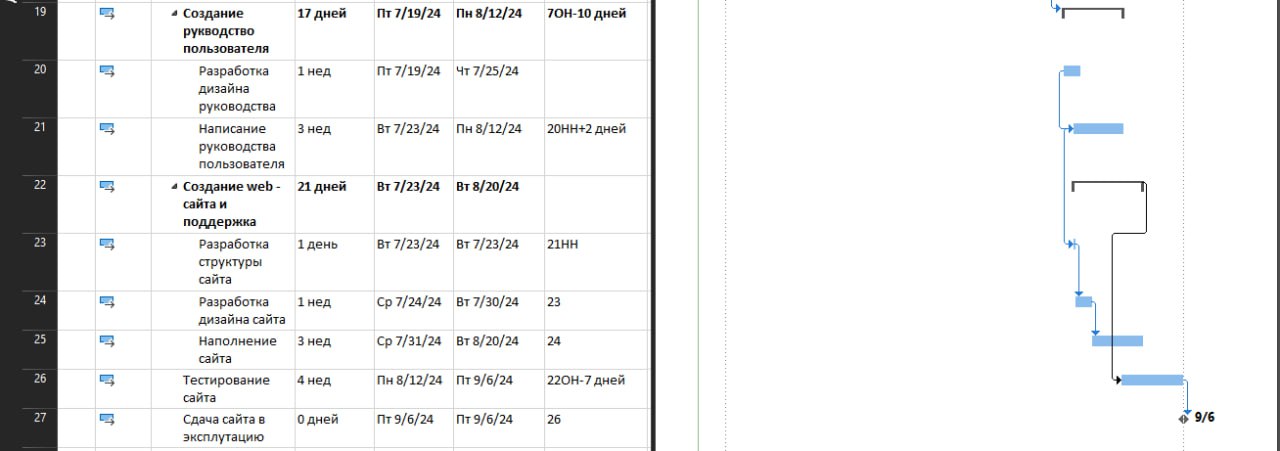 19 Создание 17 дней Пт 7/19/24 Пн 8/12/24 7ОН-10 дней
рукводство
пользователя
20 Разработка 1 нед Пт 7/19/24 Чт 7/25/24
дизайна
руководства
21 Написание 3 нед Вт 7/23/24 Пн 8/12/24 20НН+2 дней
руководства
пользователя
22 Создание web - 21 дней Вт 7/23/24 Вт 8/20/24
сайта и
поддержка
23 Разработка 1 день Вт 7/23/24 Вт 7/23/24 21НН
структуры
сайта
24 Разработка 1 нед Ср 7/24/24 Вт 7/30/24 23
дизайна сайта
25 Наполнение 3 нед Ср 7/31/24 Вт 8/20/24 24
сайта
26 Тестирование 4 нед Пн 8/12/24 Пт 9/6/24 22ОН-7 дней
сайта
27 Сдача сайта в 0 дней Пт 9/6/24 Пт 9/6/24 26 9/6
эксплутацию